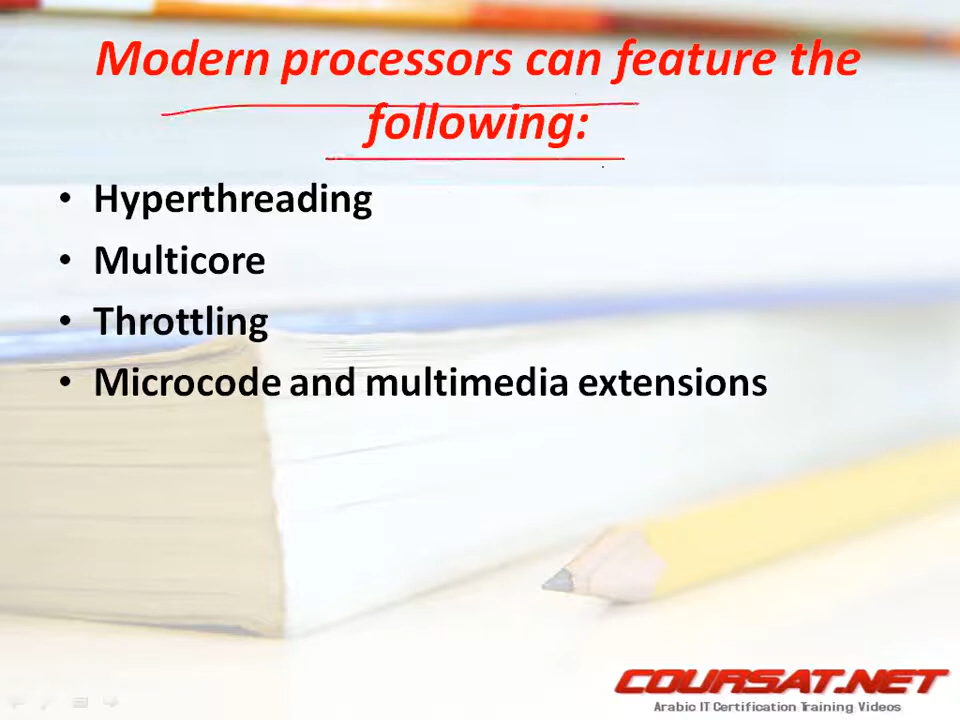 Modern processors can feature the
following:
• Hyperthreading
• Multicore
• Throttling
• Microcode and multimedia extensions
COURSAT.NET
Arabic IT Certification Training Videos